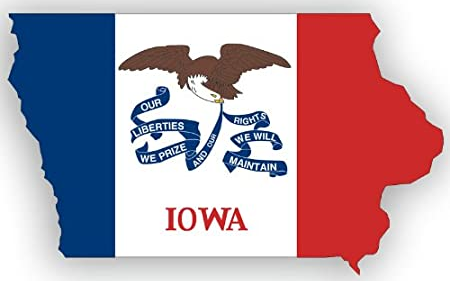 OUR
LIBERTIES
WE PRIZE
AND OUR
RIGHTS
WE WILL
MAINTAIN
IOWA